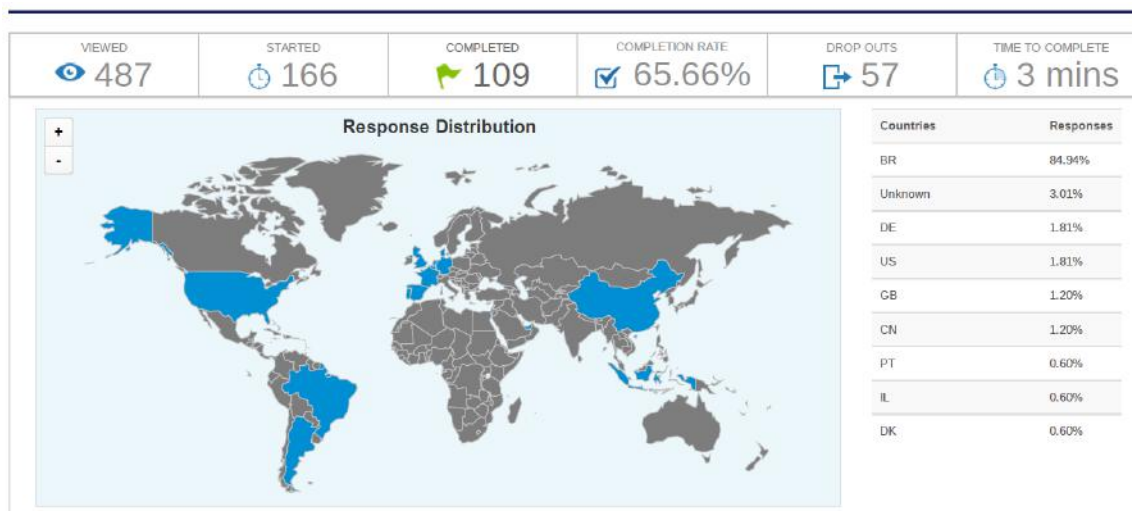 VIEWED
487
STARTED
166
COMPLETED
109
COMPLETION RATE
65.66%
DROP OUTS
57
TIME TO COMPLETE
3 mins
+
-
Response Distribution
Countries Responses
BR 84.94%
Unknown 3.01%
DE 1.81%
US 1.81%
GB 1.20%
CN 1.20%
PT 0.60%
IL 0.60%
DK 0.60%